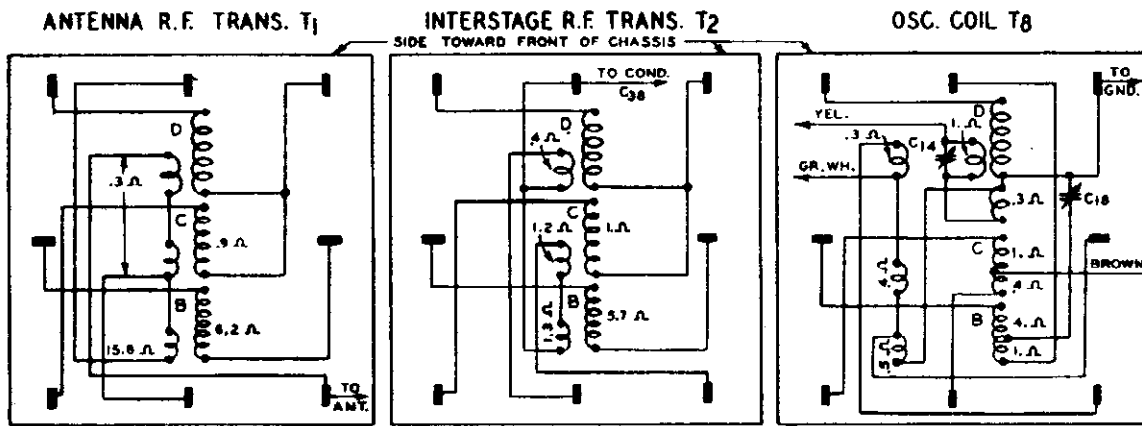 ANTENNA R.F. TRANS. T1
INTERSTAGE R.F. TRANS. T2
OSC. COIL T8
SIDE TOWARD FRONT OF CHASSIS
D
.3 Ω
C
.9 Ω
B
6.2 Ω
15.8 Ω
TO
ANT.
TO COND.
C38
D
.4 Ω
C
1.2 Ω
1 Ω
B
1.3 Ω
5.7 Ω
TO
GND.
D
YEL.
.3 Ω
C14
1. Ω
GR. WH.
C18
.3 Ω
C
1. Ω
BROWN
.4 Ω
.4 Ω
B
.4 Ω
.5 Ω
.1 Ω